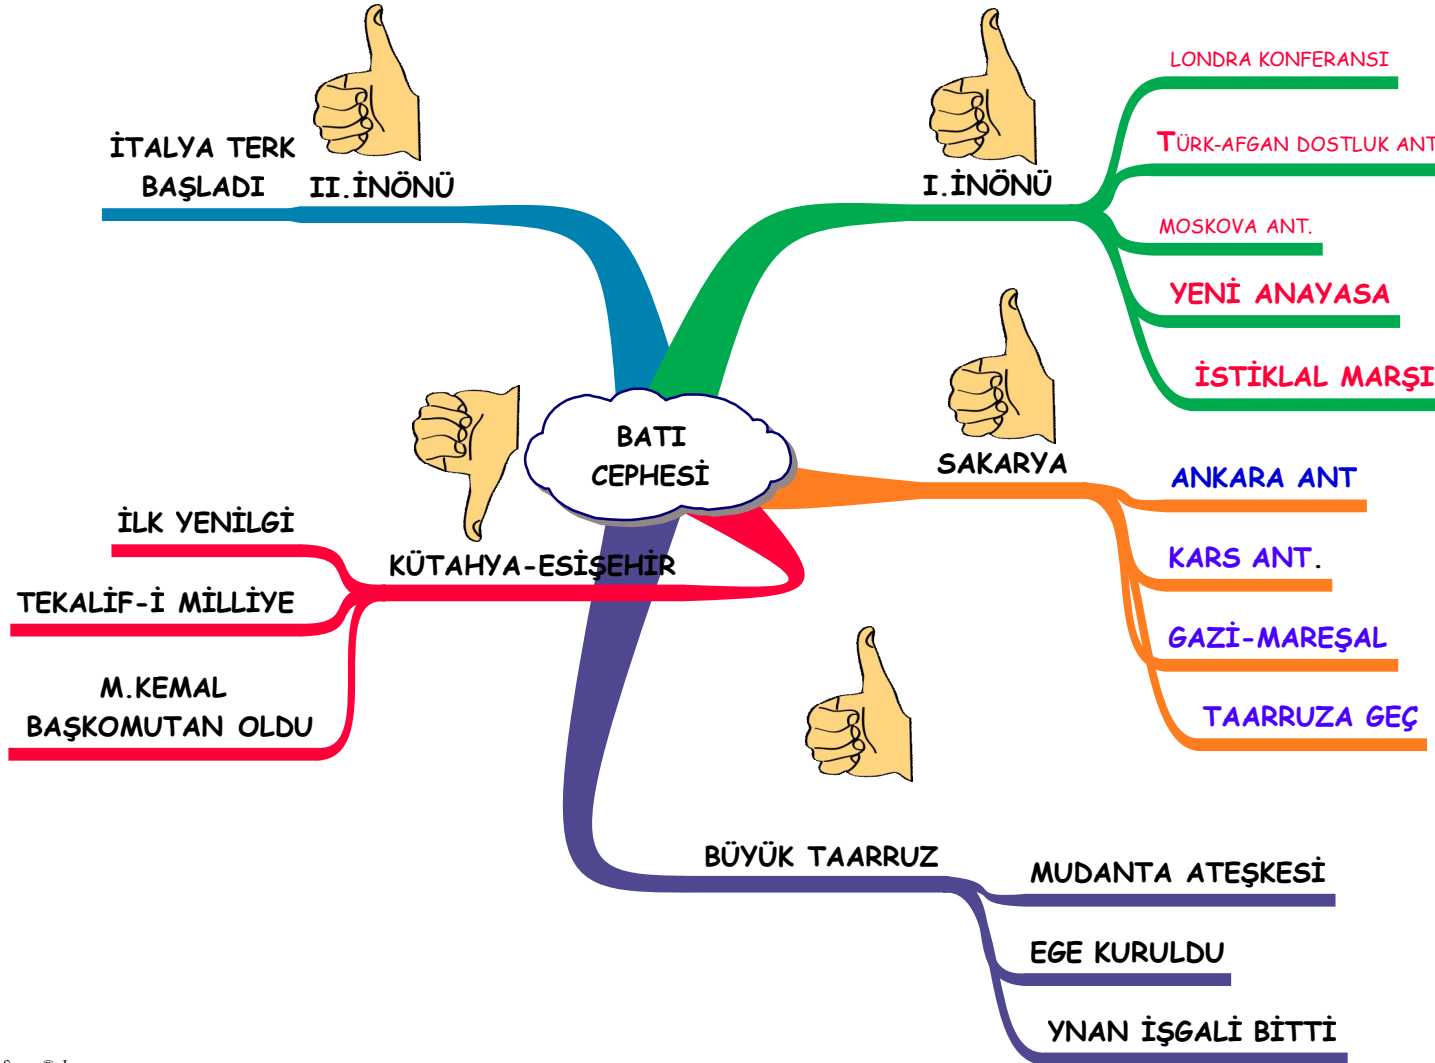 İTALYA TERK
BAŞLADI
II.İNÖNÜ
I.İNÖNÜ
LONDRA KONFERANSI
TÜRK-AFGAN DOSTLUK ANT
MOSKOVA ANT.
YENİ ANAYASA
İSTİKLAL MARŞI
BATI
CEPHESİ
SAKARYA
ANKARA ANT
KARS ANT.
GAZİ-MAREŞAL
TAARRUZA GEÇ
KÜTAHYA-ESİŞEHİR
İLK YENİLGİ
TEKALİF-İ MİLLİYE
M.KEMAL
BAŞKOMUTAN OLDU
BÜYÜK TAARRUZ
MUDANTA ATEŞKESİ
EGE KURULDU
YNAN İŞGALİ BİTTİ